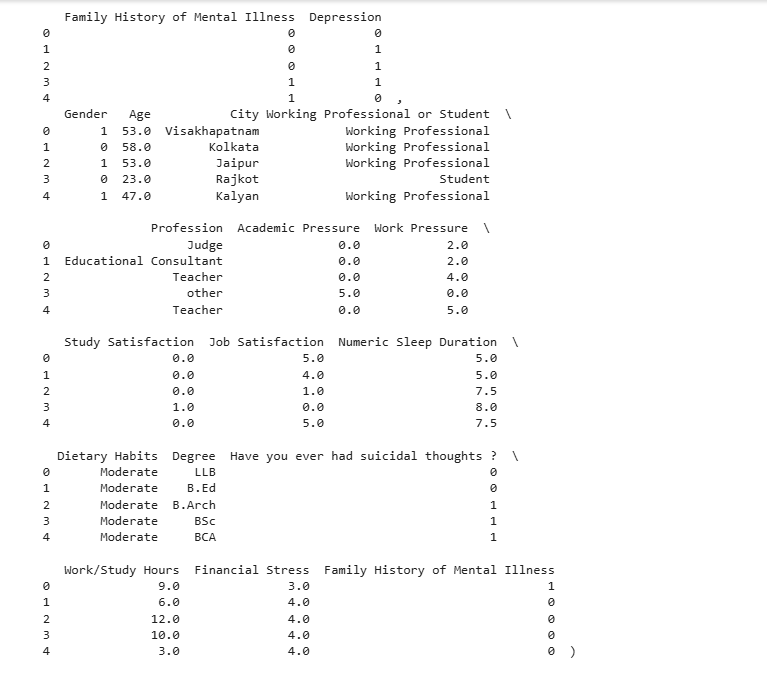 Family History of Mental Illness  Depression
0                                 0           0
1                                 0           1
2                                 0           1
3                                 1           1
4                                 1           0  ,
   Gender   Age           City Working Professional or Student  \
0       1  53.0  Visakhapatnam            Working Professional
1       0  58.0        Kolkata            Working Professional
2       1  53.0         Jaipur            Working Professional
3       0  23.0         Rajkot                         Student
4       1  47.0         Kalyan            Working Professional
               Profession  Academic Pressure  Work Pressure  \
0                   Judge                0.0            2.0
1  Educational Consultant                0.0            2.0
2                 Teacher                0.0            4.0
3                   other                5.0            0.0
4                 Teacher                0.0            5.0
   Study Satisfaction  Job Satisfaction  Numeric Sleep Duration  \
0                 0.0               5.0                     5.0
1                 0.0               4.0                     5.0
2                 0.0               1.0                     7.5
3                 1.0               0.0                     8.0
4                 0.0               5.0                     7.5
  Dietary Habits  Degree  Have you ever had suicidal thoughts ?  \
0       Moderate     LLB                                      0
1       Moderate    B.Ed                                      0
2       Moderate  B.Arch                                      1
3       Moderate     BSc                                      1
4       Moderate     BCA                                      1
   Work/Study Hours  Financial Stress  Family History of Mental Illness
0               9.0               3.0                                 1
1               6.0               4.0                                 0
2              12.0               4.0                                 0
3              10.0               4.0                                 0
4               3.0               4.0                                 0  )